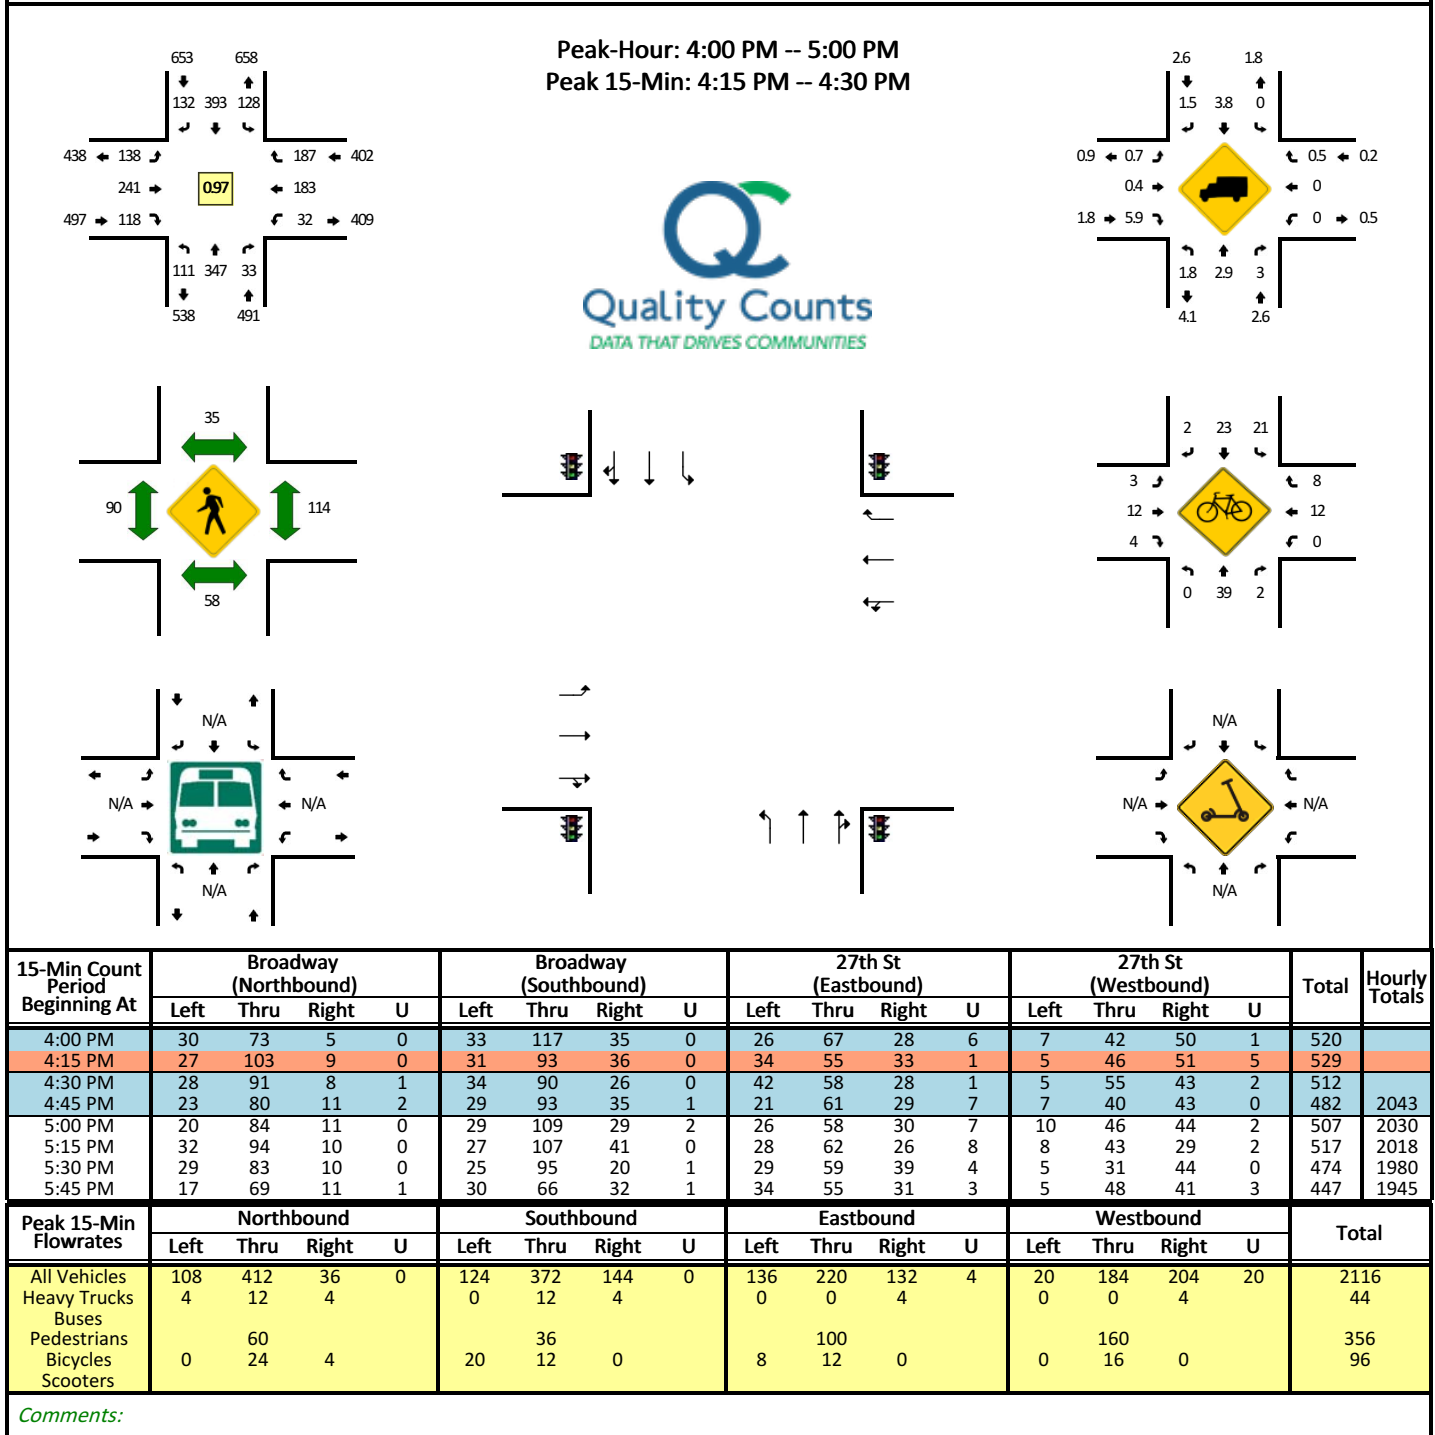 Peak-Hour: 4:00 PM -- 5:00 PM
Peak 15-Min: 4:15 PM -- 4:30 PM
653 658
132 393 128
438 138 187 402
241 0.97 183
497 118 32 409
111 347 33
538 491
QC
Quality Counts
DATA THAT DRIVES COMMUNITIES
2.6 1.8
1.5 3.8 0
0.9 0.7 0.5 0.2
0.4 0
1.8 5.9 0 0.5
1.8 2.9 3
4.1 2.6
35
90 114
58
2 23 21
3 8
12 12
4 0
0 39 2
N/A
N/A N/A
N/A
N/A
N/A N/A
N/A
15-Min Count Period Beginning At Broadway (Northbound) Broadway (Southbound) 27th St (Eastbound) 27th St (Westbound) Total Hourly Totals
Left Thru Right U Left Thru Right U Left Thru Right U Left Thru Right U
4:00 PM 30 73 5 0 33 117 35 0 26 67 28 6 7 42 50 1 520
4:15 PM 27 103 9 0 31 93 36 0 34 55 33 1 5 46 51 5 529
4:30 PM 28 91 8 1 34 90 26 0 42 58 28 1 5 55 43 2 512
4:45 PM 23 80 11 2 29 93 35 1 21 61 29 7 7 40 43 0 482 2043
5:00 PM 20 84 11 0 29 109 29 2 26 58 30 7 10 46 44 2 507 2030
5:15 PM 32 94 10 0 27 107 41 0 28 62 26 8 8 43 29 2 517 2018
5:30 PM 29 83 10 0 25 95 20 1 29 59 39 4 5 31 44 0 474 1980
5:45 PM 17 69 11 1 30 66 32 1 34 55 31 3 5 48 41 3 447 1945
Peak 15-Min Flowrates Northbound Southbound Eastbound Westbound Total
Left Thru Right U Left Thru Right U Left Thru Right U Left Thru Right U
All Vehicles 108 412 36 0 124 372 144 0 136 220 132 4 20 184 204 20 2116
Heavy Trucks 4 12 4 0 12 4 0 0 4 0 0 4 44
Buses
Pedestrians 60 36 100 160 356
Bicycles 0 24 4 20 12 0 8 12 0 0 16 0 96
Scooters
Comments: